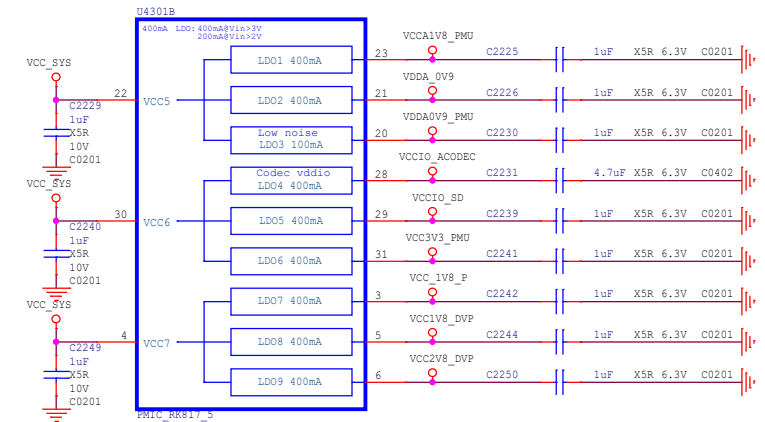 U4301B
400mA LDO: 400mA@Vin>3V
200mA@Vin>2V
VCC_SYS
22
VCC5
C2229
1uF
X5R
10V
C0201
VCC_SYS
30
VCC6
C2240
1uF
X5R
10V
C0201
VCC_SYS
4
VCC7
C2249
1uF
X5R
10V
C0201
LDO1 400mA
LDO2 400mA
Low noise
LDO3 100mA
Codec vddio
LDO4 400mA
LDO5 400mA
LDO6 400mA
LDO7 400mA
LDO8 400mA
LDO9 400mA
PMIC_RK817_5
VCCA1V8_PMU
23 C2225 1uF X5R 6.3V C0201
VDDA_0V9
21 C2226 1uF X5R 6.3V C0201
VDDA0V9_PMU
20 C2230 1uF X5R 6.3V C0201
VCCIO_ACODEC
28 C2231 4.7uF X5R 6.3V C0402
VCCIO_SD
29 C2239 1uF X5R 6.3V C0201
VCC3V3_PMU
31 C2241 1uF X5R 6.3V C0201
VCC_1V8_P
3 C2242 1uF X5R 6.3V C0201
VCC1V8_DVP
5 C2244 1uF X5R 6.3V C0201
VCC2V8_DVP
6 C2250 1uF X5R 6.3V C0201